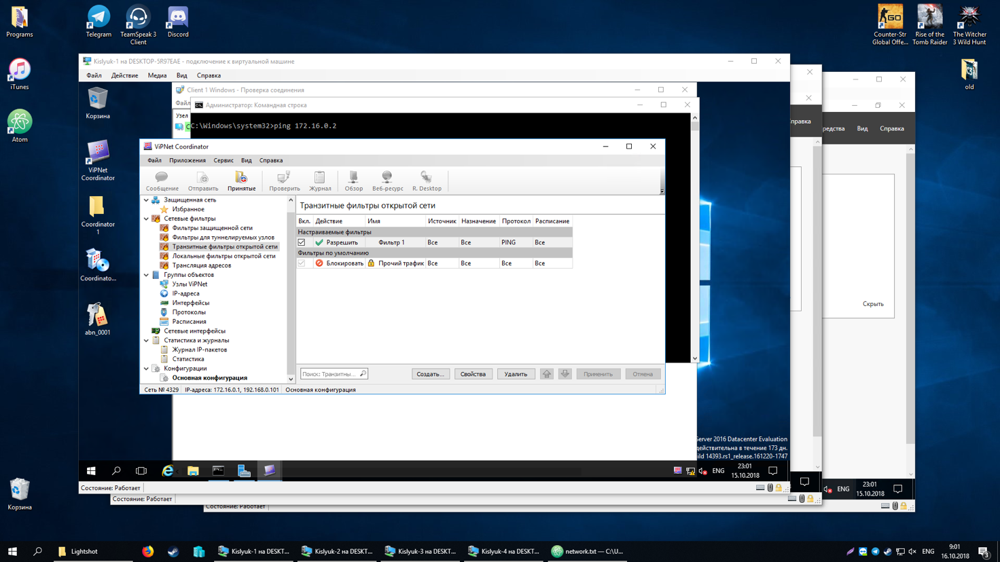 Programs
Telegram
TeamSpeak 3
Client
Discord
Counter-Str
Global Offe...
Rise of the
Tomb Raider
The Witcher
3 Wild Hunt
iTunes
old
Atom
Корзина
Kislyuk-1 на DESKTOP-5R97EAE - подключение к виртуальной машине
Файл Действие Медиа Вид Справка
Корзина
ViPNet
Coordinator
Coordinator
1
Coordinato...
abn_0001
Client 1 Windows - Проверка соединения
Файл
Узел
Администратор: Командная строка
C:\Windows\system32>ping 172.16.0.2
ViPNet Coordinator
Файл Приложения Сервис Вид Справка
Сообщение Отправить Принятые Проверить Журнал Обзор Веб-ресурс R. Desktop
Защищенная сеть
Избранное
Сетевые фильтры
Фильтры защищенной сети
Фильтры для туннелируемых узлов
Транзитные фильтры открытой сети
Локальные фильтры открытой сети
Трансляция адресов
Группы объектов
Узлы ViPNet
IP-адреса
Интерфейсы
Протоколы
Расписания
Сетевые интерфейсы
Статистика и журналы
Журнал IP-пакетов
Статистика
Конфигурации
Основная конфигурация
Транзитные фильтры открытой сети
Вкл. Действие Имя Источник Назначение Протокол Расписание
Настраиваемые фильтры
Разрешить Фильтр 1 Все Все PING Все
Фильтры по умолчанию
Блокировать Прочий трафик Все Все Все Все
Поиск: Транзитны... Создать... Свойства Удалить Применить Отмена
Сеть № 4329 IP-адреса: 172.16.0.1, 192.168.0.101 Основная конфигурация
правка
редства Вид Справка
Скрыть
Server 2016 Datacenter Evaluation
действительна в течение 173 дн.
ild 14393.rs1_release.161220-1747
ENG 23:01
15.10.2018
ENG 23:01
15.10.2018
Состояние: Работает
Состояние: Работает
Состояние: Работает
Lightshot Kislyuk-1 на DESKT... Kislyuk-2 на DESKT... Kislyuk-3 на DESKT... Kislyuk-4 на DESKT... network.txt — C:\U...
ENG 9:01
16.10.2018
3